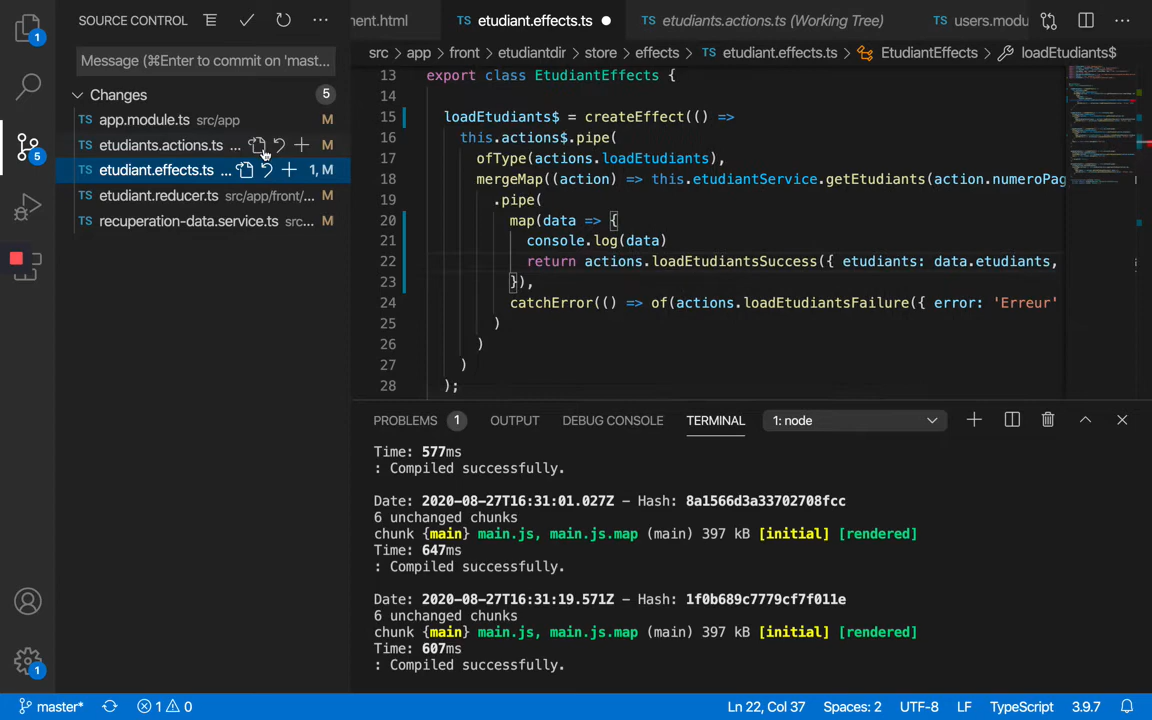 1
SOURCE CONTROL
Message (⌘Enter to commit on 'mast...
Changes 5
app.module.ts src/app M
TS etudiants.actions.ts ... M
TS etudiant.effects.ts ... 1, M
TS etudiant.reducer.ts src/app/front/... M
TS recuperation-data.service.ts src... M
5
1
nent.html
TS etudiant.effects.ts
TS etudiants.actions.ts (Working Tree)
TS users.modu
src > app > front > etudiantdir > store > effects > TS etudiant.effects.ts > EtudiantEffects > loadEtudiants$
13 export class EtudiantEffects {
14
15 loadEtudiants$ = createEffect(() =>
16 this.actions$.pipe(
17 ofType(actions.loadEtudiants),
18 mergeMap((action) => this.etudiantService.getEtudiants(action.numeroPag
19 .pipe(
20 map(data => {
21 console.log(data)
22 return actions.loadEtudiantsSuccess({ etudiants: data.etudiants,
23 }),
24 catchError(() => of(actions.loadEtudiantsFailure({ error: 'Erreur'
25 )
26 )
27 )
28 );
PROBLEMS 1 OUTPUT DEBUG CONSOLE TERMINAL 1: node
Time: 577ms
: Compiled successfully.
Date: 2020-08-27T16:31:01.027Z - Hash: 8a1566d3a33702708fcc
6 unchanged chunks
chunk {main} main.js, main.js.map (main) 397 kB [initial] [rendered]
Time: 647ms
: Compiled successfully.
Date: 2020-08-27T16:31:19.571Z - Hash: 1f0b689c7779cf7f011e
6 unchanged chunks
chunk {main} main.js, main.js.map (main) 397 kB [initial] [rendered]
Time: 607ms
: Compiled successfully.
master* 1 0 Ln 22, Col 37 Spaces: 2 UTF-8 LF TypeScript 3.9.7